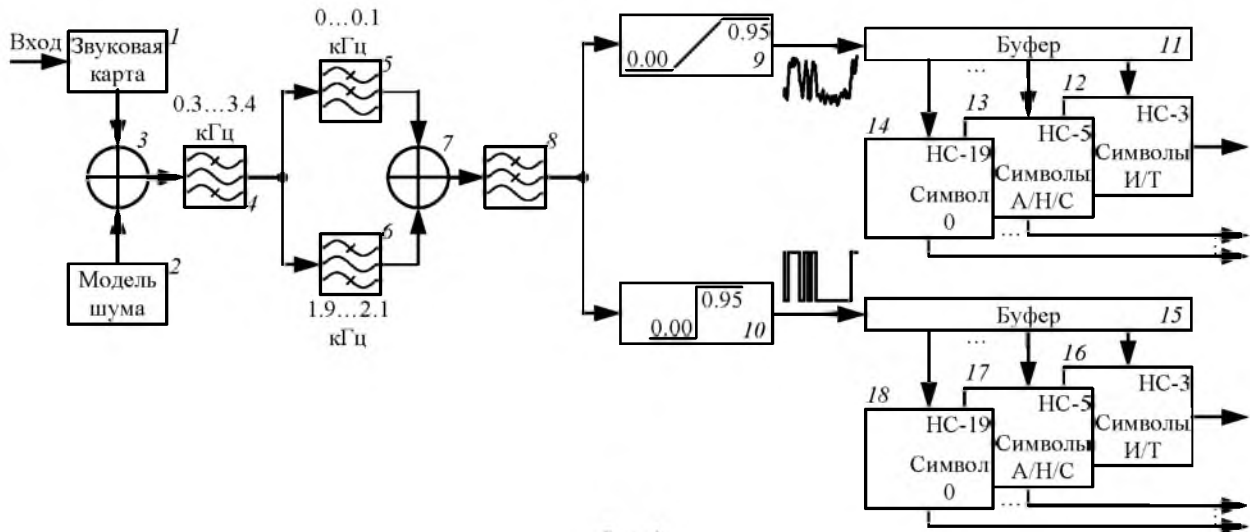 Вход
Звуковая
карта
1
0.3...3.4
кГц
3
4
Модель
шума
2
0...0.1
кГц
5
6
1.9...2.1
кГц
7
8
0.00
0.95
9
0.00
0.95
10
Буфер
11
...
12
13
14
НС-3
Символы
И/Т
НС-5
Символы
А/Н/С
НС-19
Символ
0
...
Буфер
15
...
16
17
18
НС-3
Символы
И/Т
НС-5
Символы
А/Н/С
НС-19
Символ
0
...